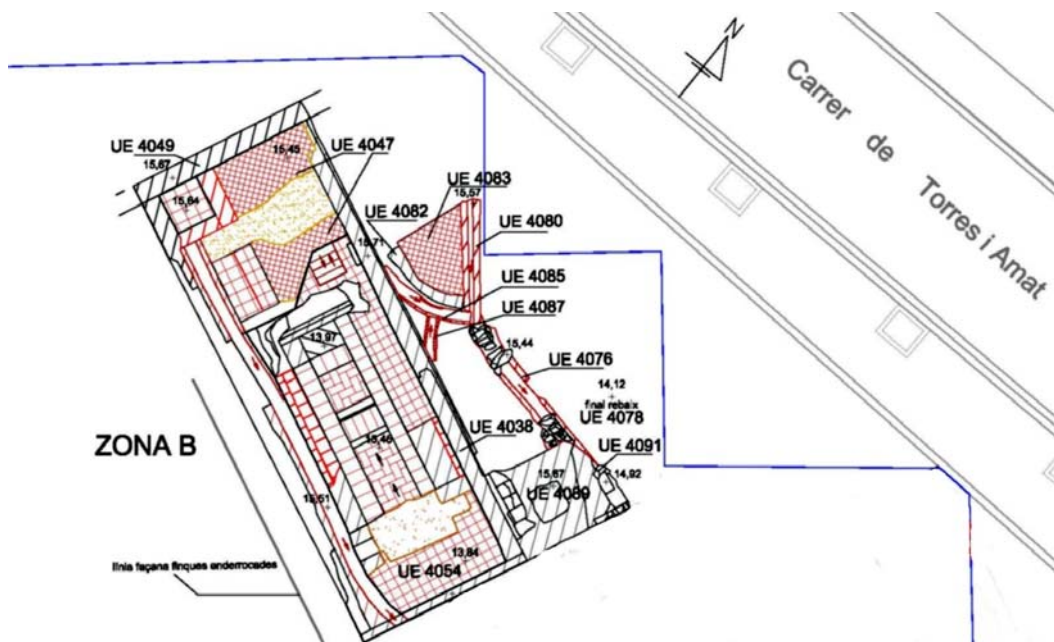 N
Carrer de Torres i Amat
UE 4049
15,67
15,45
UE 4047
15,64
UE 4083
15,57
UE 4082
UE 4080
15,71
UE 4085
UE 4087
13,97
15,44
UE 4076
14,12
final rebaix
UE 4078
ZONA B
UE 4038
UE 4091
13,46
15,67
14,92
UE 4089
15,51
13,84
línia façana finques enderrocades
UE 4054